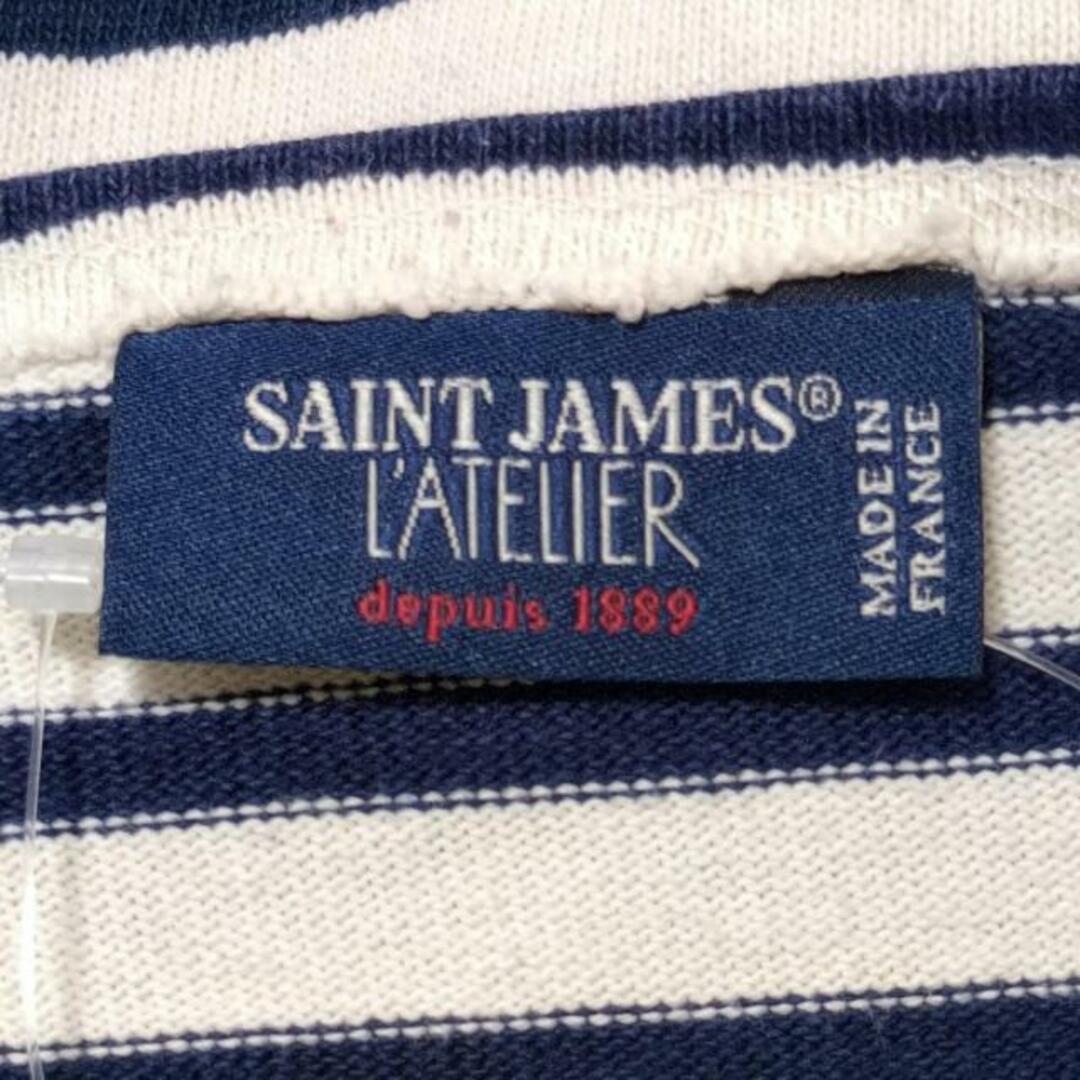 SAINT JAMES®
L'ATELIER
depuis 1889
MADE IN
FRANCE